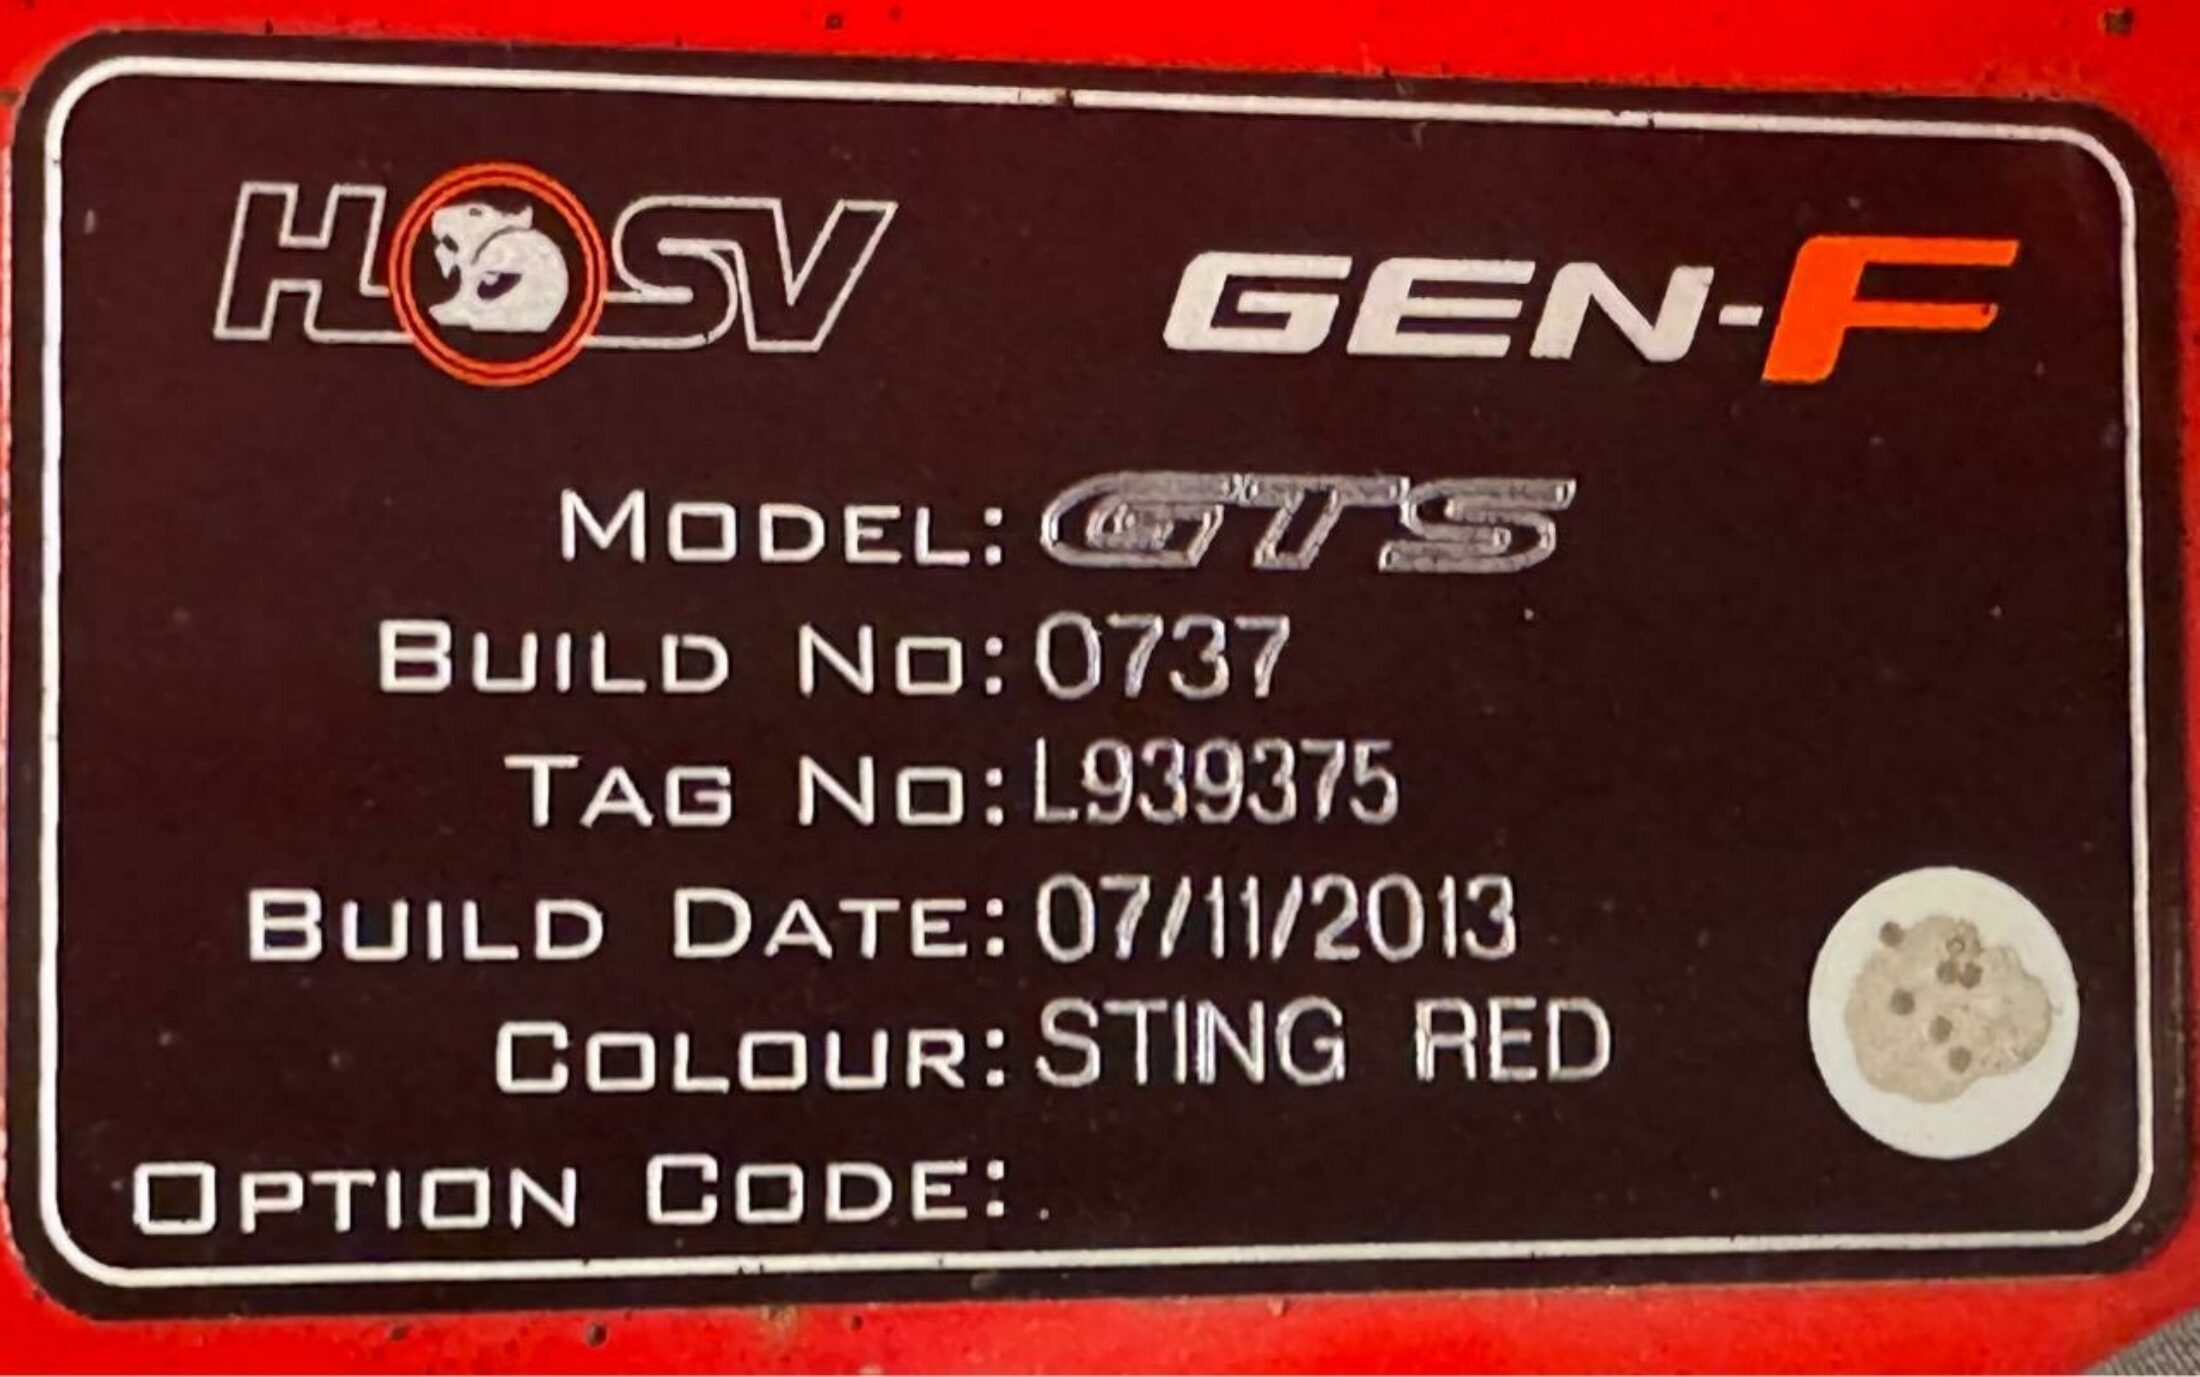 HSV GEN-F
MODEL: GTS
BUILD NO: 0737
TAG NO: L939375
BUILD DATE: 07/11/2013
COLOUR: STING RED
OPTION CODE: .